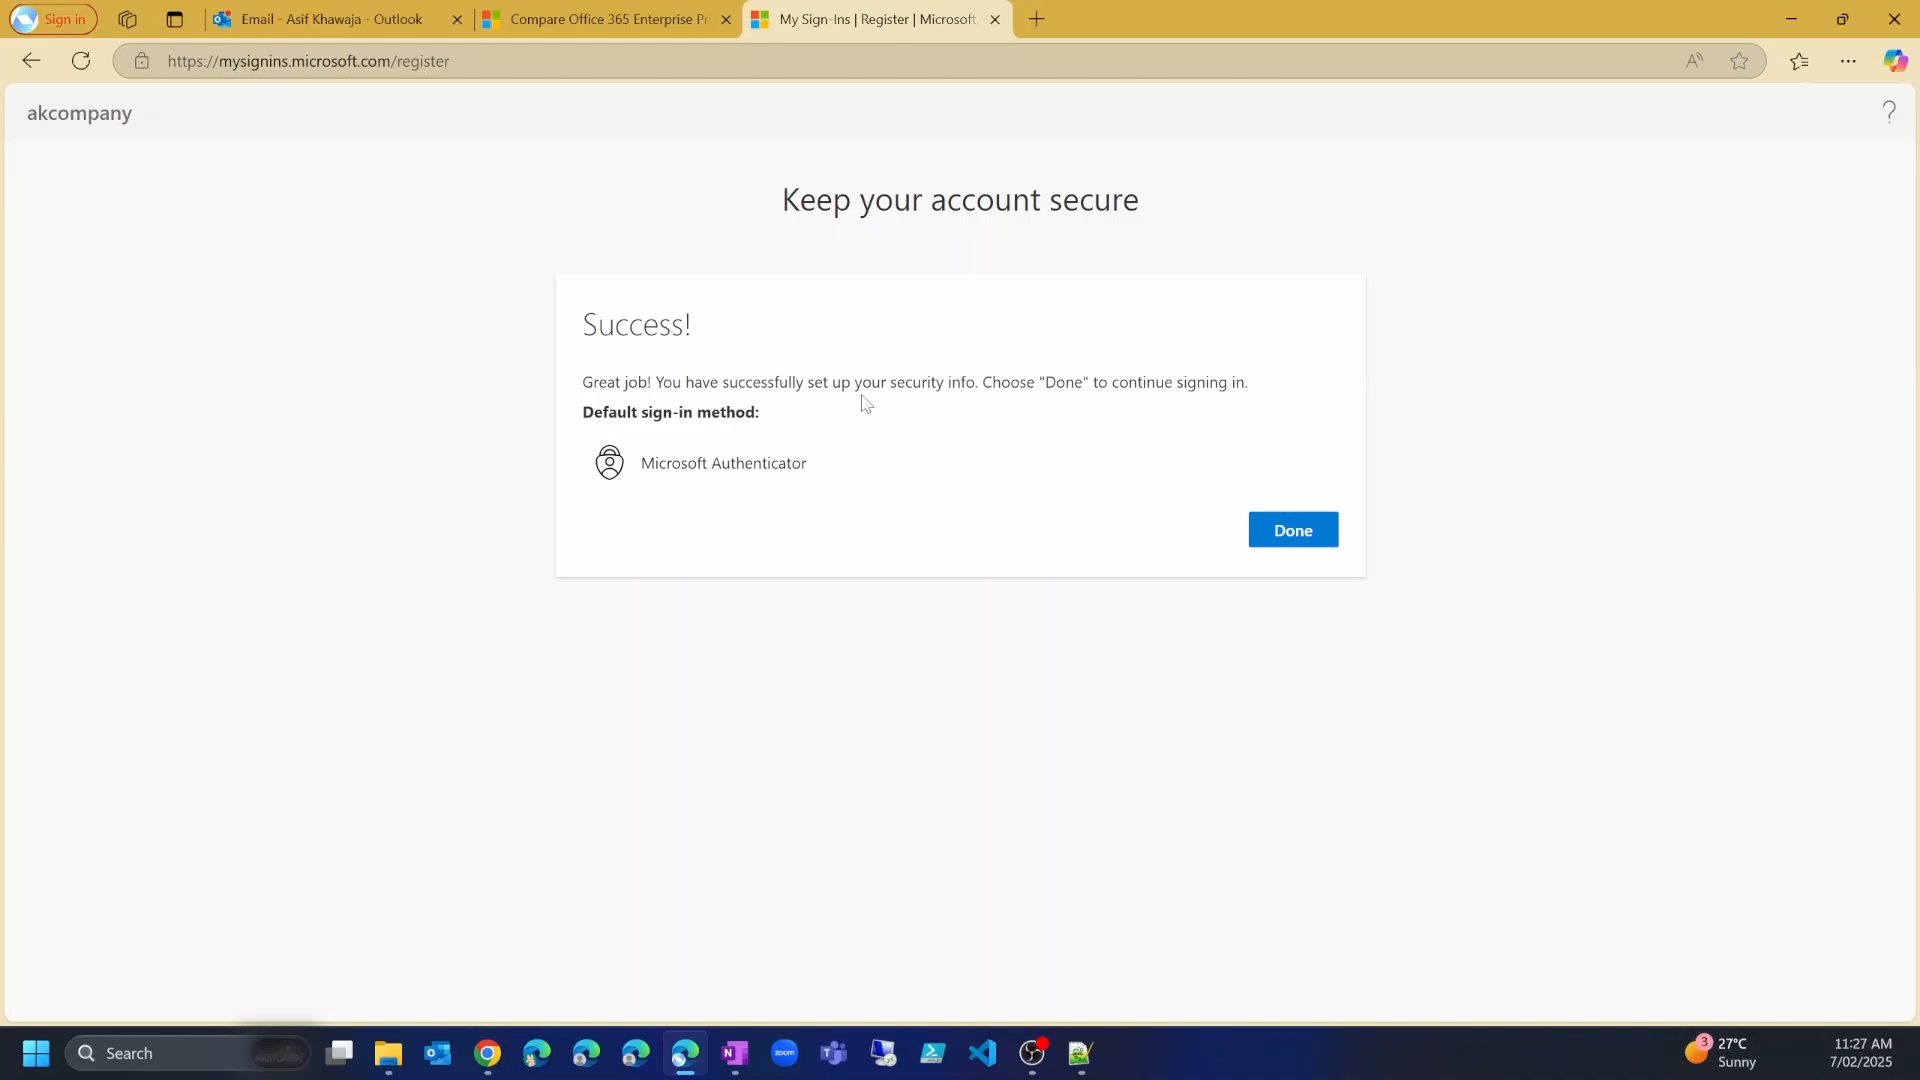 Sign in
Email - Asif Khawaja - Outlook
Compare Office 365 Enterprise Pr
My Sign-Ins | Register | Microsoft
https://mysignins.microsoft.com/register
akcompany
?
Keep your account secure
Success!
Great job! You have successfully set up your security info. Choose "Done" to continue signing in.
Default sign-in method:
Microsoft Authenticator
Done
Search
zoom
3
27°C
Sunny
11:27 AM
7/02/2025